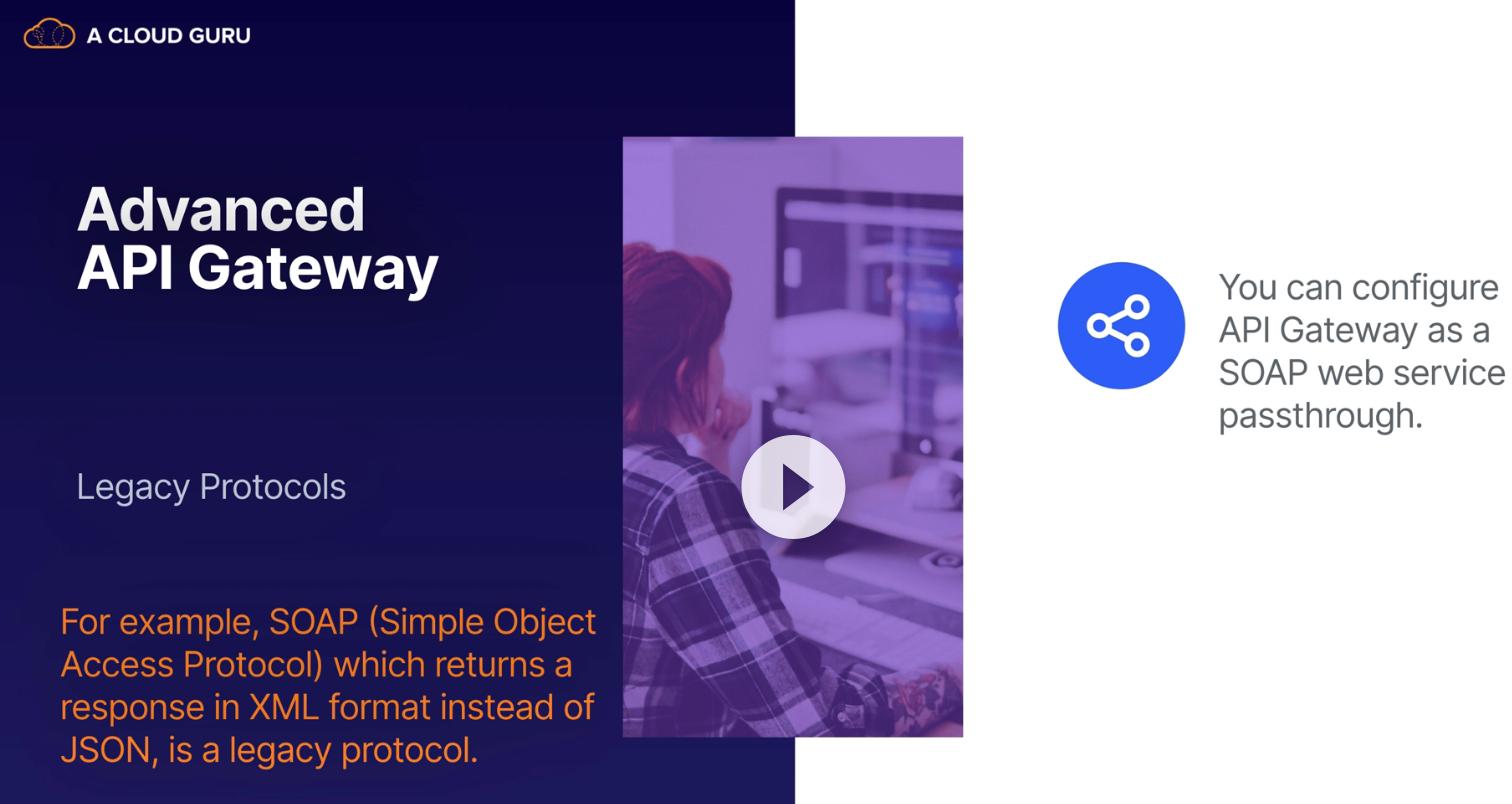 A CLOUD GURU
Advanced
API Gateway
Legacy Protocols
For example, SOAP (Simple Object
Access Protocol) which returns a
response in XML format instead of
JSON, is a legacy protocol.
You can configure
API Gateway as a
SOAP web service
passthrough.